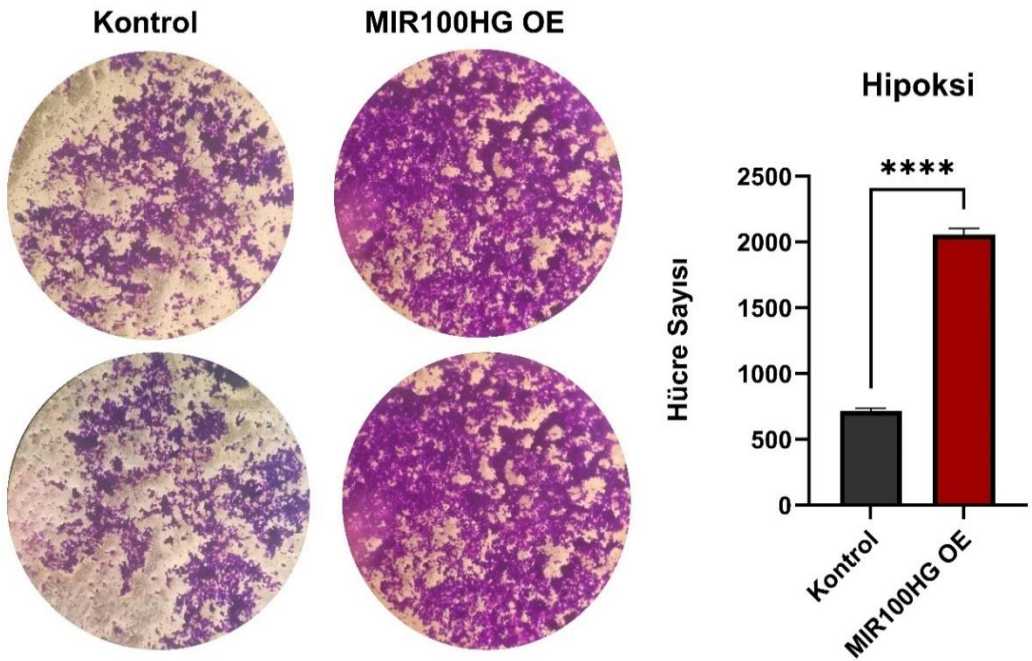 Kontrol
MIR100HG OE
Hipoksi
****
2500
2000
1500
1000
500
0
Hücre Sayısı
Kontrol
MIR100HG OE